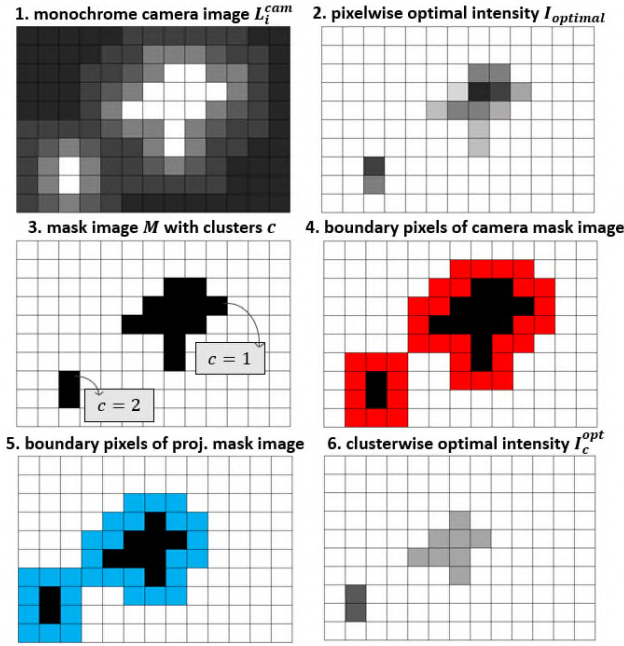 1. monochrome camera image L_i^cam
2. pixelwise optimal intensity I_optimal
3. mask image M with clusters c
4. boundary pixels of camera mask image
c = 1
c = 2
5. boundary pixels of proj. mask image
6. clusterwise optimal intensity I_c^opt